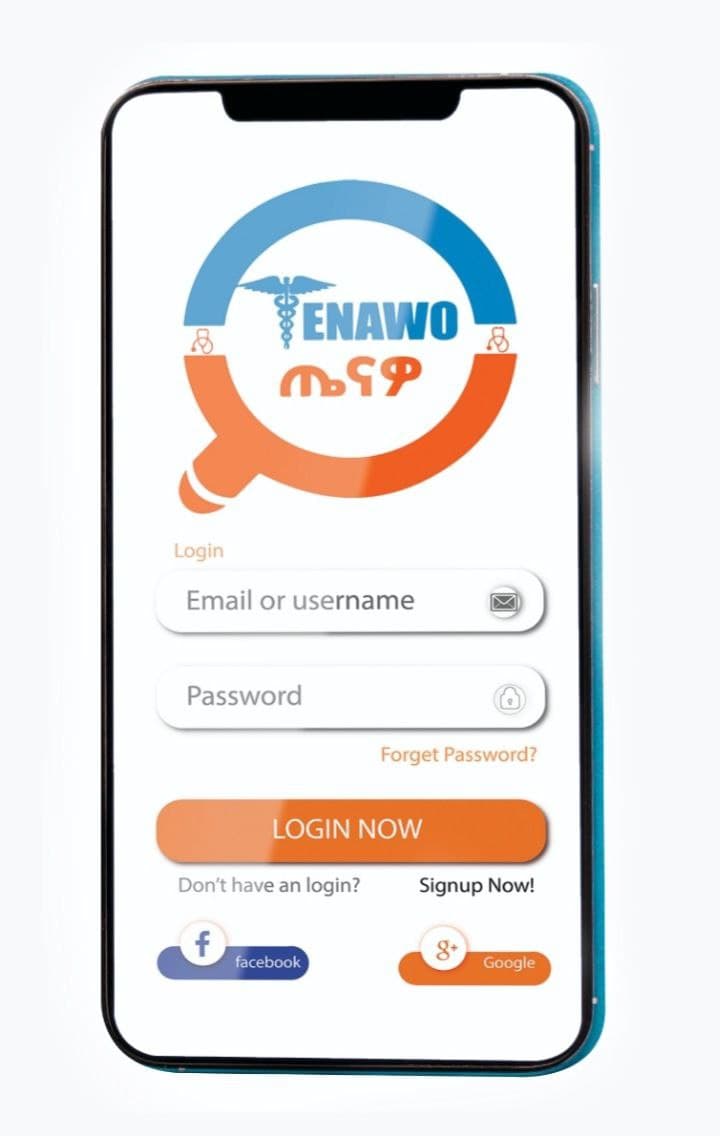 TENAWO
ጤናዎ
Login
Email or username
Password
Forget Password?
LOGIN NOW
Don't have an login? Signup Now!
f facebook g+ Google